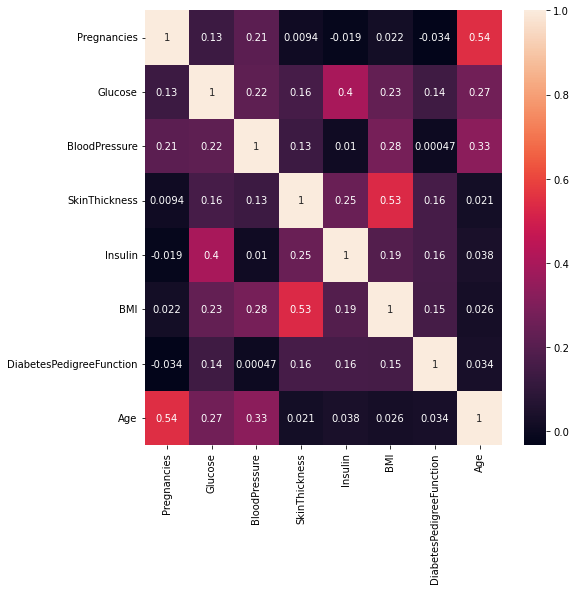 Pregnancies 1 0.13 0.21 0.0094 -0.019 0.022 -0.034 0.54
Glucose 0.13 1 0.22 0.16 0.4 0.23 0.14 0.27
BloodPressure 0.21 0.22 1 0.13 0.01 0.28 0.00047 0.33
SkinThickness 0.0094 0.16 0.13 1 0.25 0.53 0.16 0.021
Insulin -0.019 0.4 0.01 0.25 1 0.19 0.16 0.038
BMI 0.022 0.23 0.28 0.53 0.19 1 0.15 0.026
DiabetesPedigreeFunction -0.034 0.14 0.00047 0.16 0.16 0.15 1 0.034
Age 0.54 0.27 0.33 0.021 0.038 0.026 0.034 1
Pregnancies
Glucose
BloodPressure
SkinThickness
Insulin
BMI
DiabetesPedigreeFunction
Age
1.0
0.8
0.6
0.4
0.2
0.0